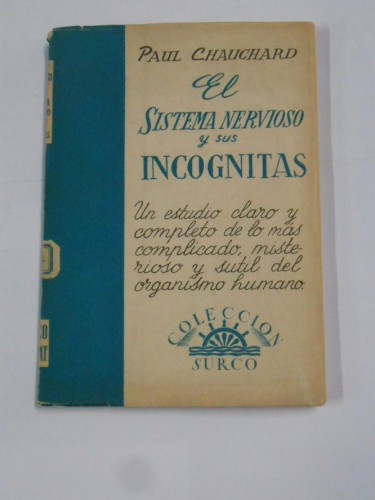 PAUL CHAUCHARD
El
SISTEMA NERVIOSO
y sus
INCOGNITAS
Un estudio claro y
completo de lo más
complicado, miste-
rioso y sutil del
organismo humano.
COLECCION
SURCO